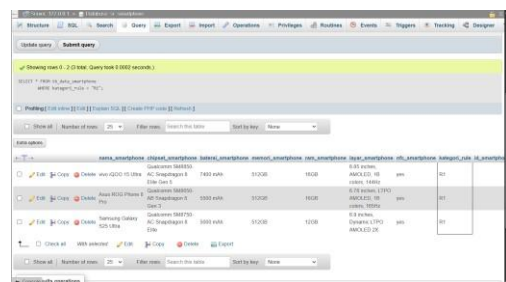 Structure SQL Search Query Export Import Operations Privileges Routines Events Triggers Tracking Designer
Update query Submit query
Showing rows 0 - 2 (3 total, Query took 0.0002 seconds.)
WHERE kategori_rule = "R1";
Profiling [ Edit inline ] [ Edit ] [ Explain SQL ] [ Create PHP code ] [ Refresh ]
Show all Number of rows: 25 Filter rows: Search this table Sort by key: None
Extra options
nama_smartphone chipset_smartphone baterai_smartphone memori_smartphone ram_smartphone layar_smartphone nfc_smartphone kategori_rule
Edit Copy Delete vivo iQOO 15 Ultra Qualcomm SM8850-AC Snapdragon 8 Elite Gen 5 7400 mAh 512GB 16GB AMOLED, 1B colors, 144Hz yes R1
Edit Copy Delete Asus ROG Phone 8 Pro Qualcomm SM8650-AB Snapdragon 8 Gen 3 5500 mAh 512GB 16GB 6.78 inches, LTPO AMOLED, 1B colors, 165Hz yes R1
Edit Copy Delete Samsung Galaxy S25 Ultra Qualcomm SM8750-AC Snapdragon 8 Elite 5000 mAh 512GB 12GB 6.9 inches, Dynamic LTPO AMOLED 2X yes R1
Check all With selected: Edit Copy Delete Export
Show all Number of rows: 25 Filter rows: Search this table Sort by key: None